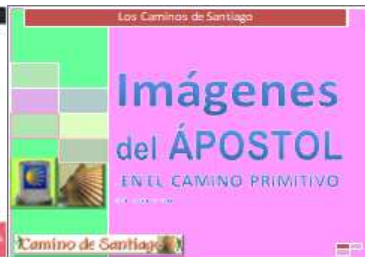 Los Caminos de Santiago
Imágenes
del ÁPOSTOL
EN EL CAMINO PRIMITIVO
Camino de Santiago